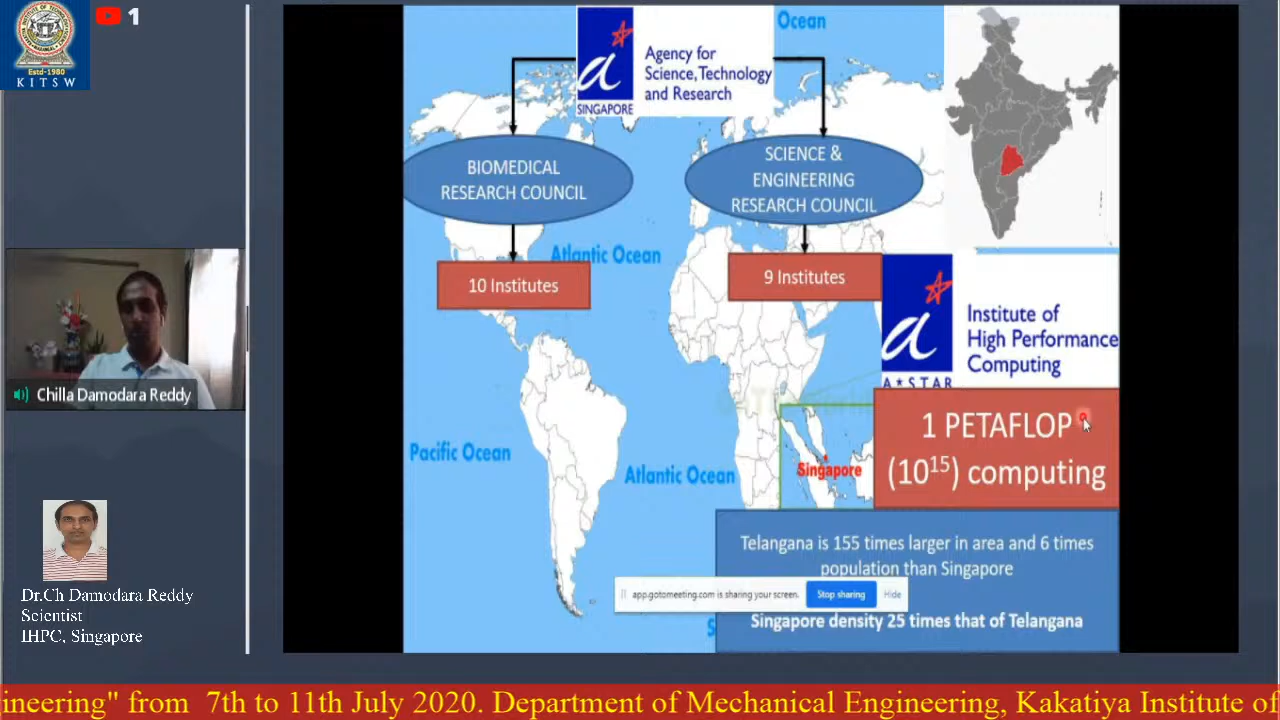 1
Estd-1980
K I T S W
Ocean
Agency for
Science, Technology
and Research
SINGAPORE
BIOMEDICAL
RESEARCH COUNCIL
SCIENCE &
ENGINEERING
RESEARCH COUNCIL
Atlantic Ocean
10 Institutes
9 Institutes
Institute of
High Performance
Computing
A★STAR
Chilla Damodara Reddy
1 PETAFLOP
(10¹⁵) computing
Pacific Ocean
Atlantic Ocean
Singapore
Telangana is 155 times larger in area and 6 times
population than Singapore
app.gotomeeting.com is sharing your screen.
Stop sharing
Hide
Singapore density 25 times that of Telangana
Dr.Ch Damodara Reddy
Scientist
IHPC, Singapore
ineering" from 7th to 11th July 2020. Department of Mechanical Engineering, Kakatiya Institute of